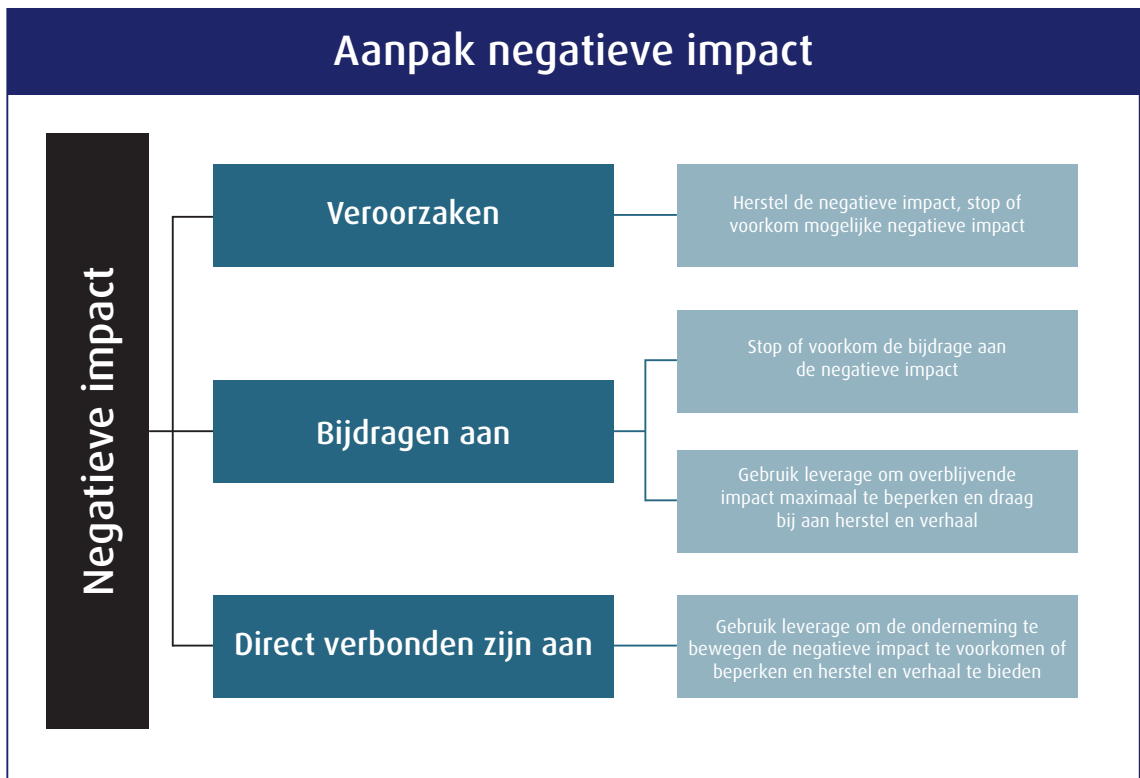 Aanpak negatieve impact
Negatieve impact
Veroorzaken
Herstel de negatieve impact, stop of
voorkom mogelijke negatieve impact
Bijdragen aan
Stop of voorkom de bijdrage aan
de negatieve impact
Gebruik leverage om overblijvende
impact maximaal te beperken en draag
bij aan herstel en verhaal
Direct verbonden zijn aan
Gebruik leverage om de onderneming te
bewegen de negatieve impact te voorkomen of
beperken en herstel en verhaal te bieden